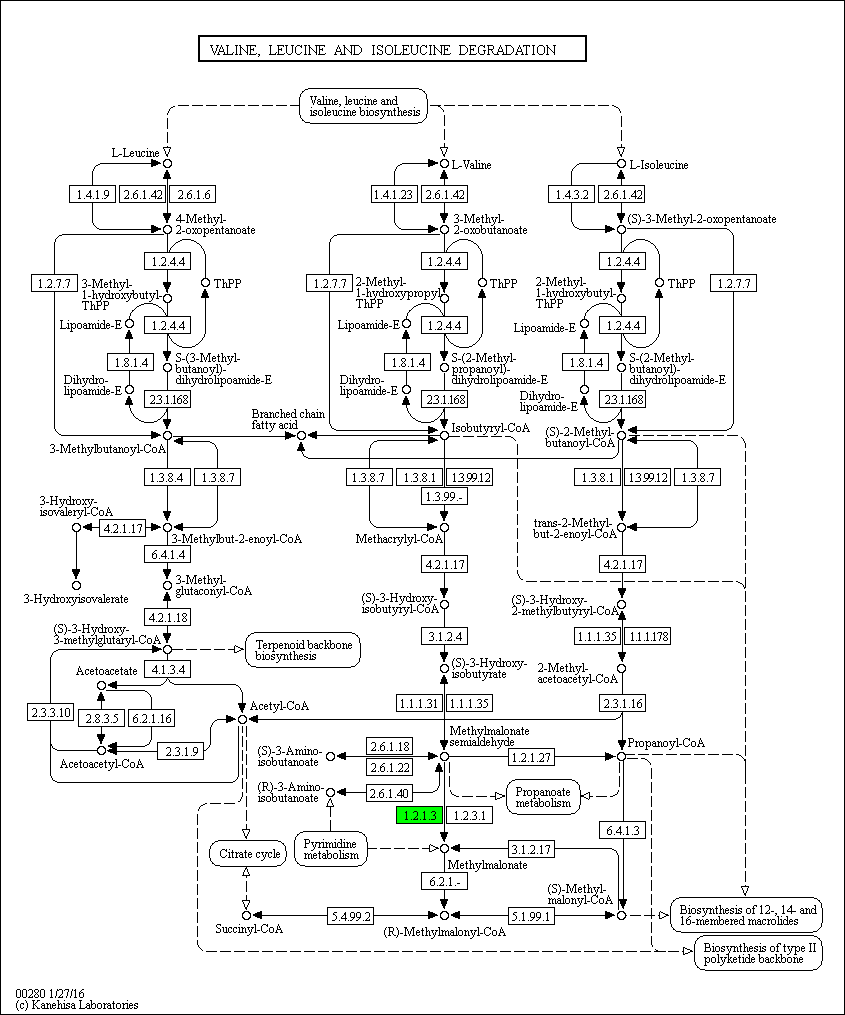 VALINE, LEUCINE AND ISOLEUCINE DEGRADATION
Valine, leucine and
isoleucine biosynthesis
L-Leucine
L-Valine
L-Isoleucine
1.4.1.9
2.6.1.42
2.6.1.6
1.4.1.23
2.6.1.42
1.4.3.2
2.6.1.42
4-Methyl-
2-oxopentanoate
3-Methyl-
2-oxobutanoate
(S)-3-Methyl-2-oxopentanoate
1.2.4.4
1.2.4.4
1.2.4.4
1.2.7.7
3-Methyl-
1-hydroxybutyl-
ThPP
ThPP
1.2.7.7
2-Methyl-
1-hydroxypropyl-
ThPP
ThPP
2-Methyl-
1-hydroxybutyl-
ThPP
ThPP
1.2.7.7
Lipoamide-E
1.2.4.4
Lipoamide-E
1.2.4.4
Lipoamide-E
1.2.4.4
1.8.1.4
S-(3-Methyl-
butanoyl)-
dihydrolipoamide-E
1.8.1.4
S-(2-Methyl-
propanoyl)-
dihydrolipoamide-E
1.8.1.4
S-(2-Methyl-
butanoyl)-
dihydrolipoamide-E
Dihydro-
lipoamide-E
Dihydro-
lipoamide-E
Dihydro-
lipoamide-E
2.3.1.168
2.3.1.168
2.3.1.168
Branched chain
fatty acid
3-Methylbutanoyl-CoA
Isobutyryl-CoA
(S)-2-Methyl-
butanoyl-CoA
1.3.8.4
1.3.8.7
1.3.8.7
1.3.8.1
1.3.99.12
1.3.99.-
1.3.8.1
1.3.99.12
1.3.8.7
3-Hydroxy-
isovaleryl-CoA
4.2.1.17
3-Methylbut-2-enoyl-CoA
Methacrylyl-CoA
trans-2-Methyl-
but-2-enoyl-CoA
6.4.1.4
4.2.1.17
4.2.1.17
3-Hydroxyisovalerate
3-Methyl-
glutaconyl-CoA
(S)-3-Hydroxy-
isobutyryl-CoA
(S)-3-Hydroxy-
2-methylbutyryl-CoA
4.2.1.18
(S)-3-Hydroxy-
3-methylglutaryl-CoA
3.1.2.4
1.1.1.35
1.1.1.178
Terpenoid backbone
biosynthesis
4.1.3.4
Acetoacetate
(S)-3-Hydroxy-
isobutyrate
2-Methyl-
acetoacetyl-CoA
2.3.3.10
2.8.3.5
6.2.1.16
Acetyl-CoA
1.1.1.31
1.1.1.35
2.3.1.16
2.3.1.9
Acetoacetyl-CoA
Methylmalonate
semialdehyde
Propanoyl-CoA
(S)-3-Amino-
isobutanoate
2.6.1.18
2.6.1.22
1.2.1.27
(R)-3-Amino-
isobutanoate
2.6.1.40
Propanoate
metabolism
1.2.1.3
1.2.3.1
6.4.1.3
Citrate cycle
Pyrimidine
metabolism
3.1.2.17
Methylmalonate
6.2.1.-
(S)-Methyl-
malonyl-CoA
Succinyl-CoA
5.4.99.2
(R)-Methylmalonyl-CoA
5.1.99.1
Biosynthesis of 12-, 14- and
16-membered macrolides
Biosynthesis of type II
polyketide backbone
00280 1/27/16
(c) Kanehisa Laboratories